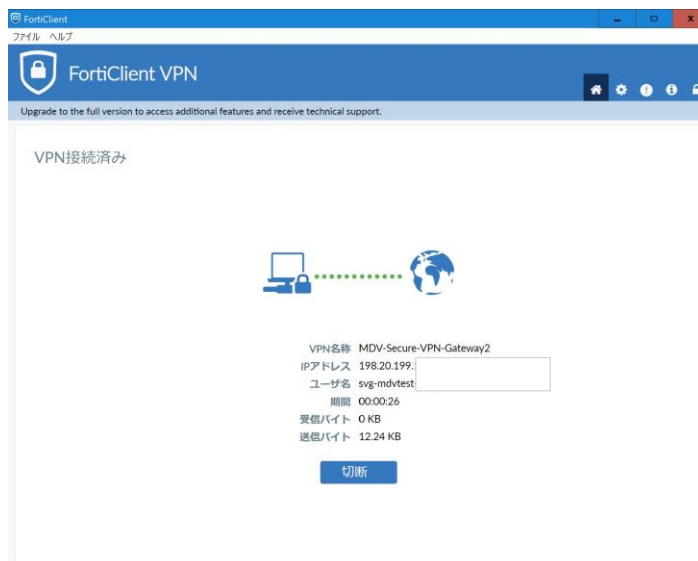 FortiClient
ファイル ヘルプ
FortiClient VPN
Upgrade to the full version to access additional features and receive technical support.
VPN接続済み
VPN名称 MDV-Secure-VPN-Gateway2
IPアドレス 198.20.199.
ユーザ名 svg-mdvtest
期間 00:00:26
受信バイト 0 KB
送信バイト 12.24 KB
切断